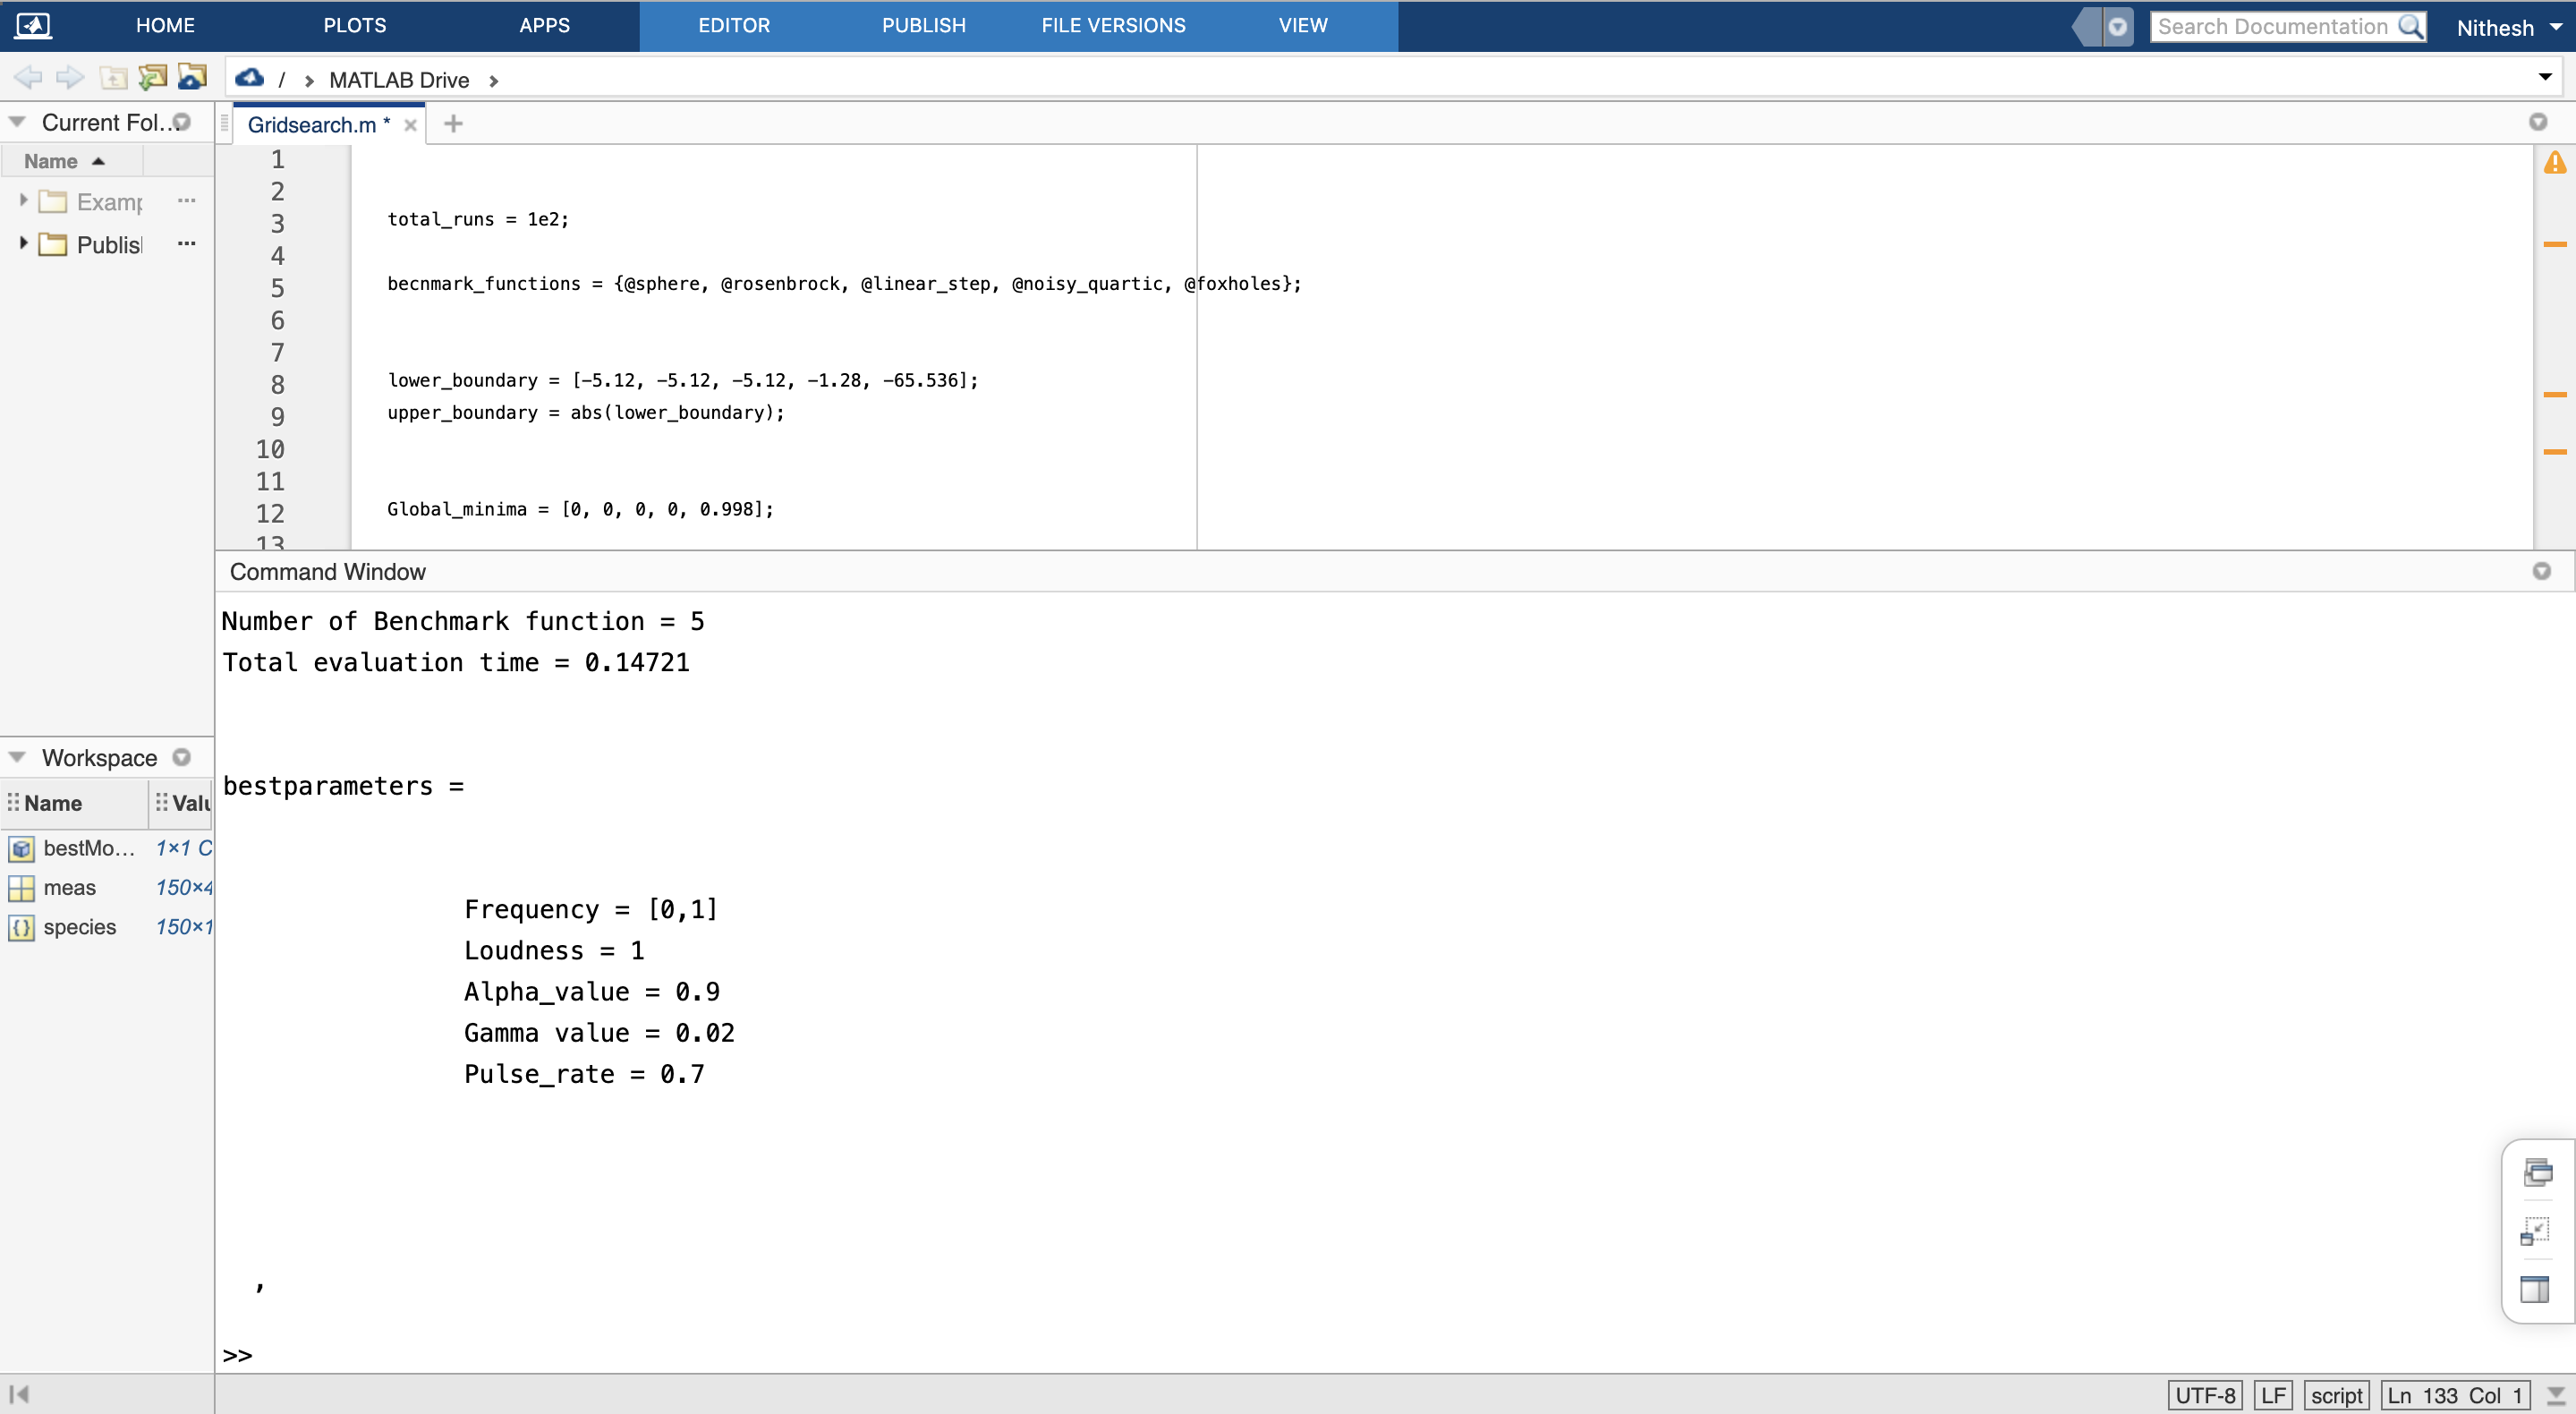 HOME PLOTS APPS EDITOR PUBLISH FILE VERSIONS VIEW Search Documentation Nithesh
/ › MATLAB Drive ›
Current Fol...
Gridsearch.m * × +
Name
Examp ...
Publis ...
1
2
3 total_runs = 1e2;
4
5 becnmark_functions = {@sphere, @rosenbrock, @linear_step, @noisy_quartic, @foxholes};
6
7
8 lower_boundary = [-5.12, -5.12, -5.12, -1.28, -65.536];
9 upper_boundary = abs(lower_boundary);
10
11
12 Global_minima = [0, 0, 0, 0, 0.998];
13
Command Window
Number of Benchmark function = 5
Total evaluation time = 0.14721
bestparameters =
Frequency = [0,1]
Loudness = 1
Alpha_value = 0.9
Gamma value = 0.02
Pulse_rate = 0.7
,
>>
Workspace
Name Valu
bestMo... 1×1 C
meas 150×4
species 150×1
UTF-8 LF script Ln 133 Col 1